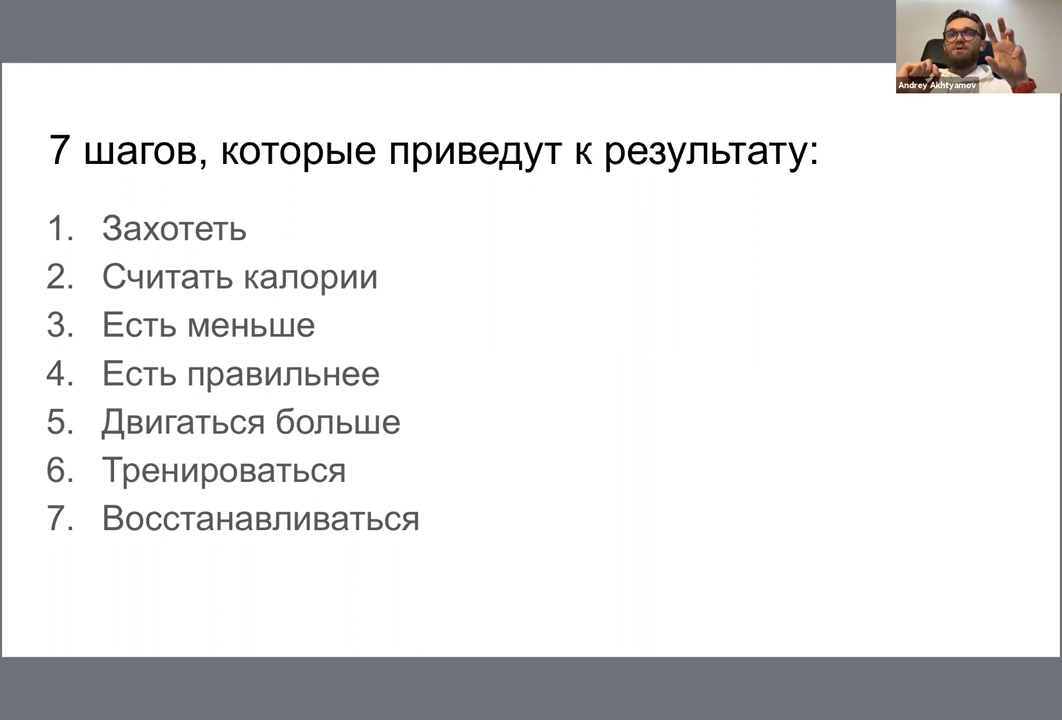 Andrey Akhtyamov
7 шагов, которые приведут к результату:
1. Захотеть
2. Считать калории
3. Есть меньше
4. Есть правильнее
5. Двигаться больше
6. Тренироваться
7. Восстанавливаться